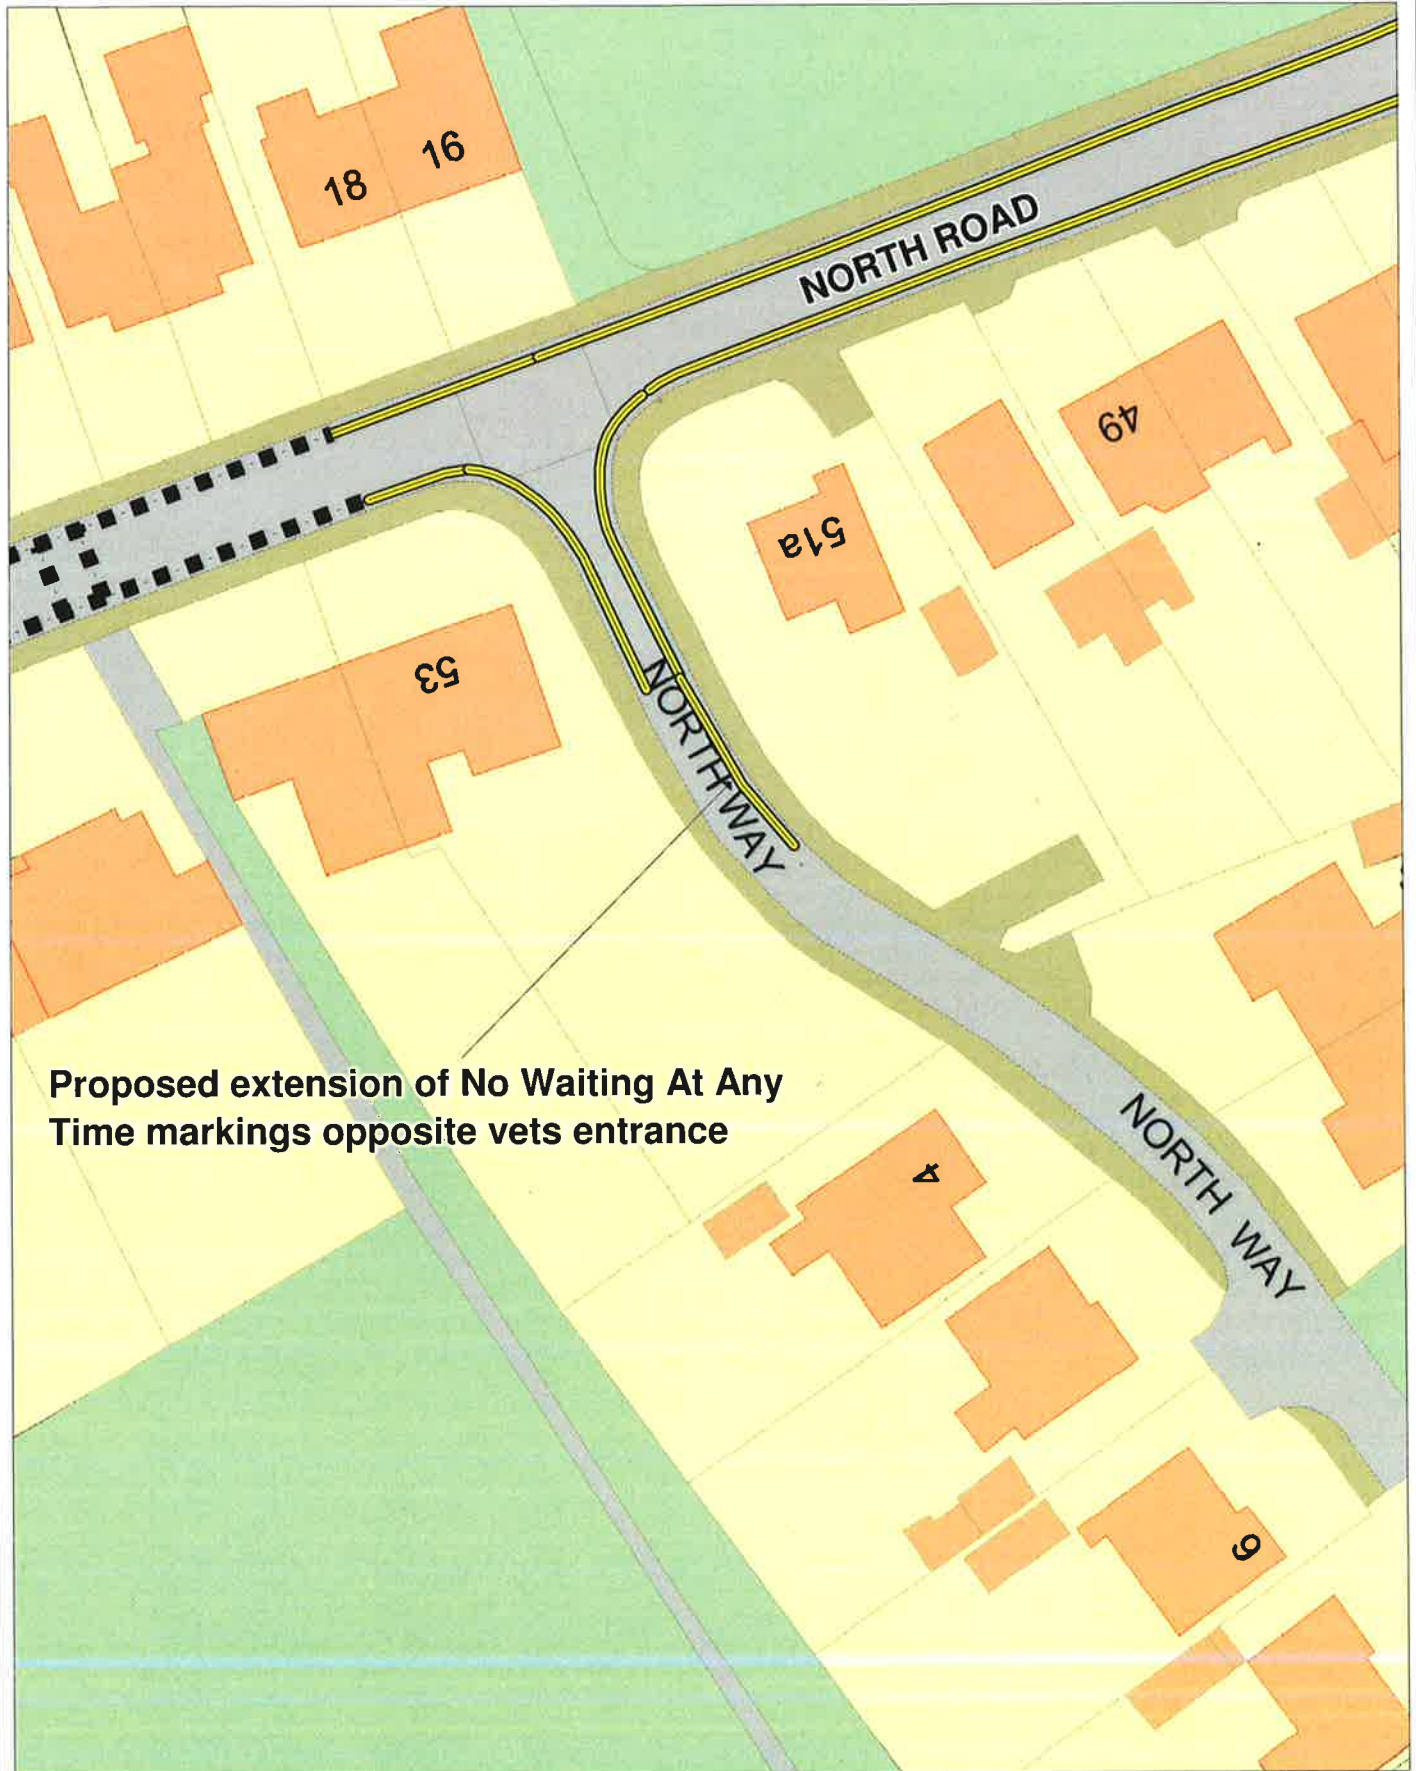 16
18
NORTH ROAD
49
51a
53
NORTH WAY
Proposed extension of No Waiting At Any
Time markings opposite vets entrance
NORTH WAY
4
6